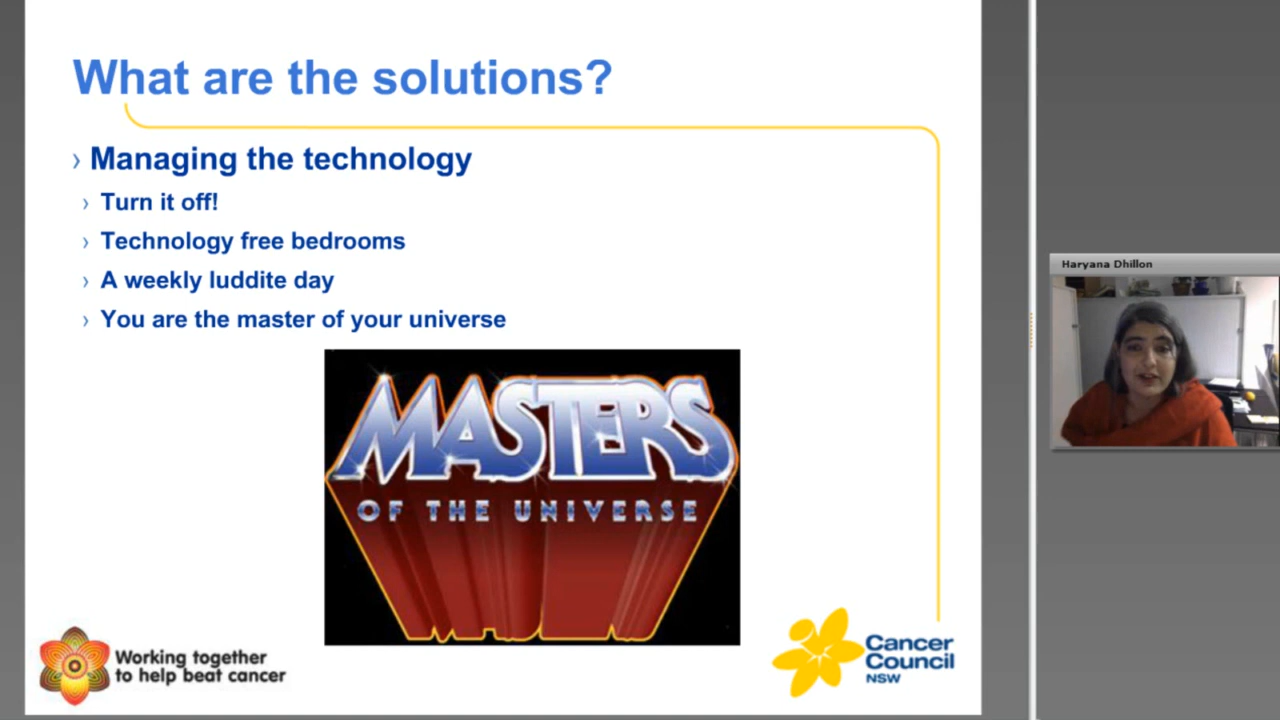 What are the solutions?
› Managing the technology
› Turn it off!
› Technology free bedrooms
› A weekly luddite day
› You are the master of your universe
MASTERS
OF THE UNIVERSE
Working together
to help beat cancer
Cancer
Council
NSW
Haryana Dhillon